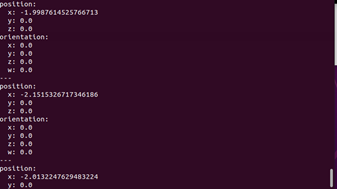 position:
  x: -1.9987614525766713
  y: 0.0
  z: 0.0
orientation:
  x: 0.0
  y: 0.0
  z: 0.0
  w: 0.0
---
position:
  x: -2.1515326717346186
  y: 0.0
  z: 0.0
orientation:
  x: 0.0
  y: 0.0
  z: 0.0
  w: 0.0
---
position:
  x: -2.0132247629483224
  y: 0.0